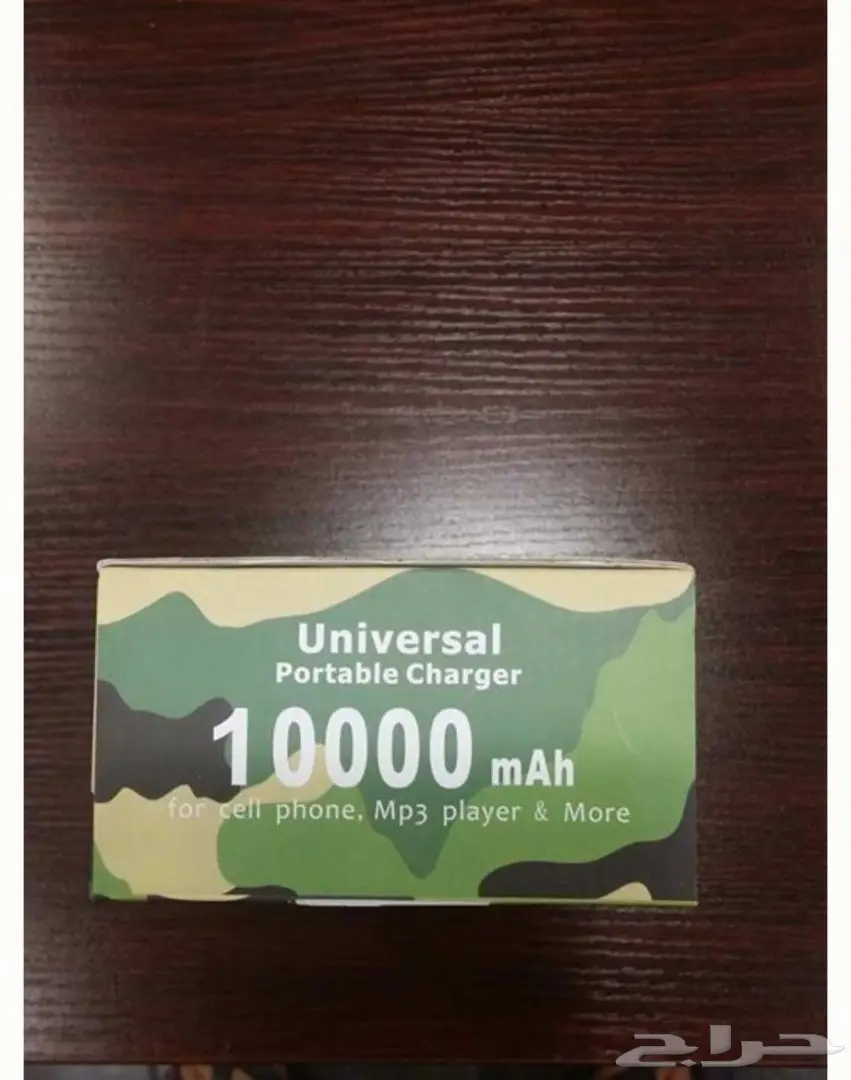 Universal
Portable Charger
10000 mAh
for cell phone, Mp3 player & More
حراج